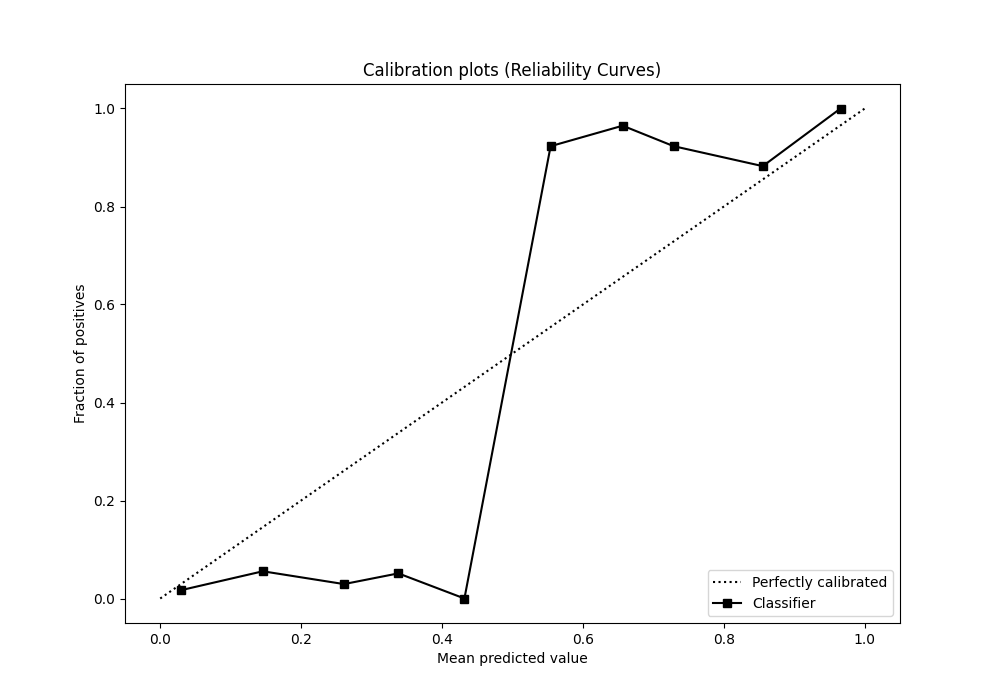 Calibration plots (Reliability Curves)
1.0
0.8
0.6
0.4
0.2
0.0
Fraction of positives
0.0 0.2 0.4 0.6 0.8 1.0
Mean predicted value
Perfectly calibrated
Classifier